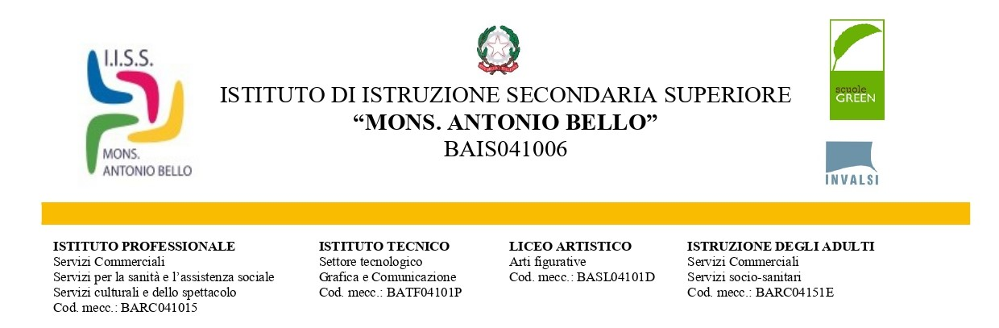 I.I.S.S.
MONS.
ANTONIO BELLO
ISTITUTO DI ISTRUZIONE SECONDARIA SUPERIORE
“MONS. ANTONIO BELLO”
BAIS041006
scuole
GREEN
INVALSI
ISTITUTO PROFESSIONALE
Servizi Commerciali
Servizi per la sanità e l’assistenza sociale
Servizi culturali e dello spettacolo
Cod. mecc.: BARC041015
ISTITUTO TECNICO
Settore tecnologico
Grafica e Comunicazione
Cod. mecc.: BATF04101P
LICEO ARTISTICO
Arti figurative
Cod. mecc.: BASL04101D
ISTRUZIONE DEGLI ADULTI
Servizi Commerciali
Servizi socio-sanitari
Cod. mecc.: BARC04151E